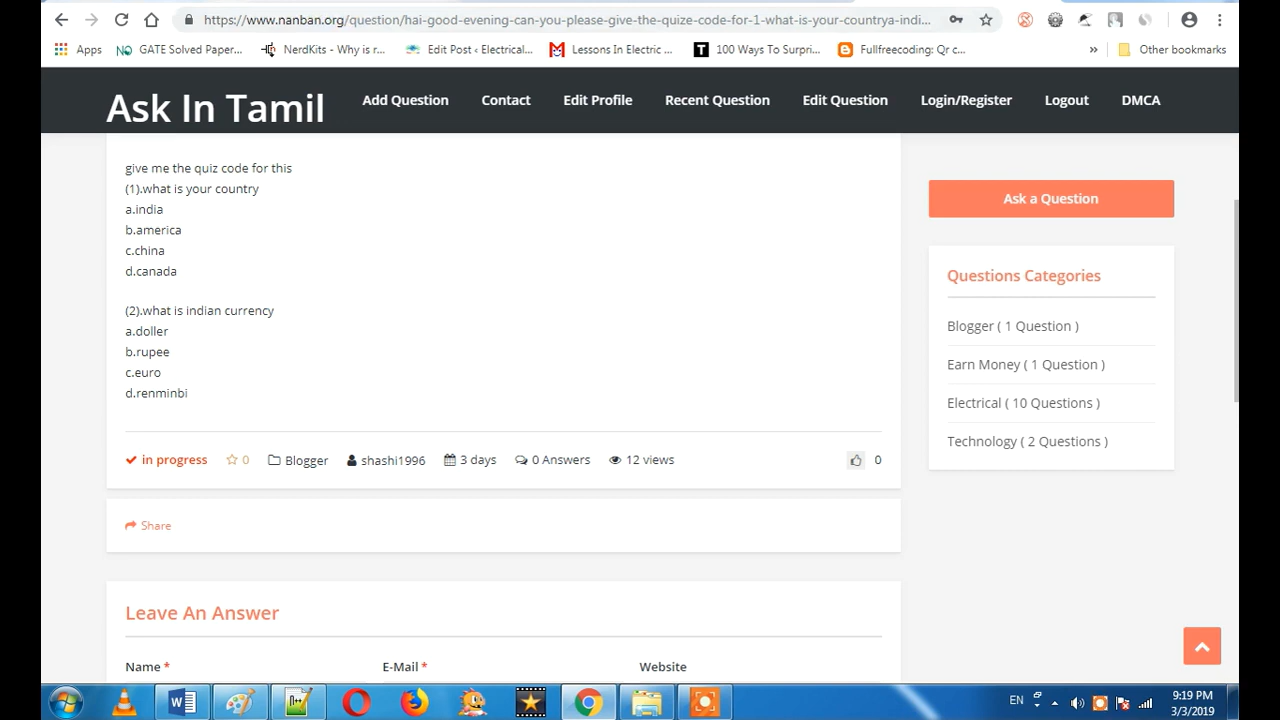 https://www.nanban.org/question/hai-good-evening-can-you-please-give-the-quize-code-for-1-what-is-your-countrya-indi...
Apps GATE Solved Paper... NerdKits - Why is r... Edit Post ‹ Electrical... Lessons In Electric ... 100 Ways To Surpri... Fullfreecoding: Qr c... » Other bookmarks
Ask In Tamil Add Question Contact Edit Profile Recent Question Edit Question Login/Register Logout DMCA
give me the quiz code for this
(1).what is your country
a.india
b.america
c.china
d.canada
(2).what is indian currency
a.doller
b.rupee
c.euro
d.renminbi
in progress 0 Blogger shashi1996 3 days 0 Answers 12 views 0
Share
Leave An Answer
Name * E-Mail * Website
Ask a Question
Questions Categories
Blogger ( 1 Question )
Earn Money ( 1 Question )
Electrical ( 10 Questions )
Technology ( 2 Questions )
EN 9:19 PM
3/3/2019